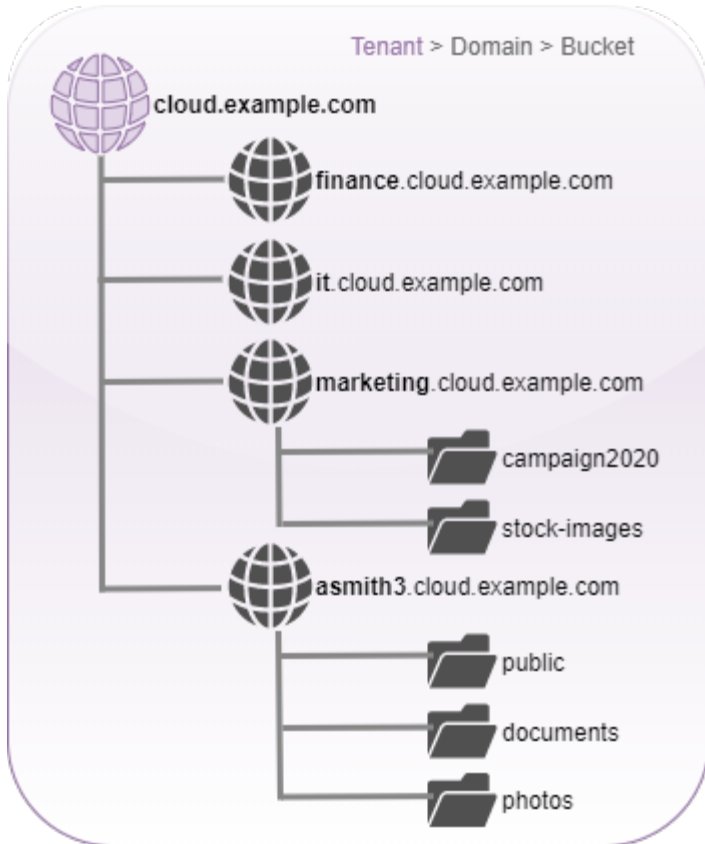 Tenant > Domain > Bucket
cloud.example.com
finance.cloud.example.com
it.cloud.example.com
marketing.cloud.example.com
campaign2020
stock-images
asmith3.cloud.example.com
public
documents
photos